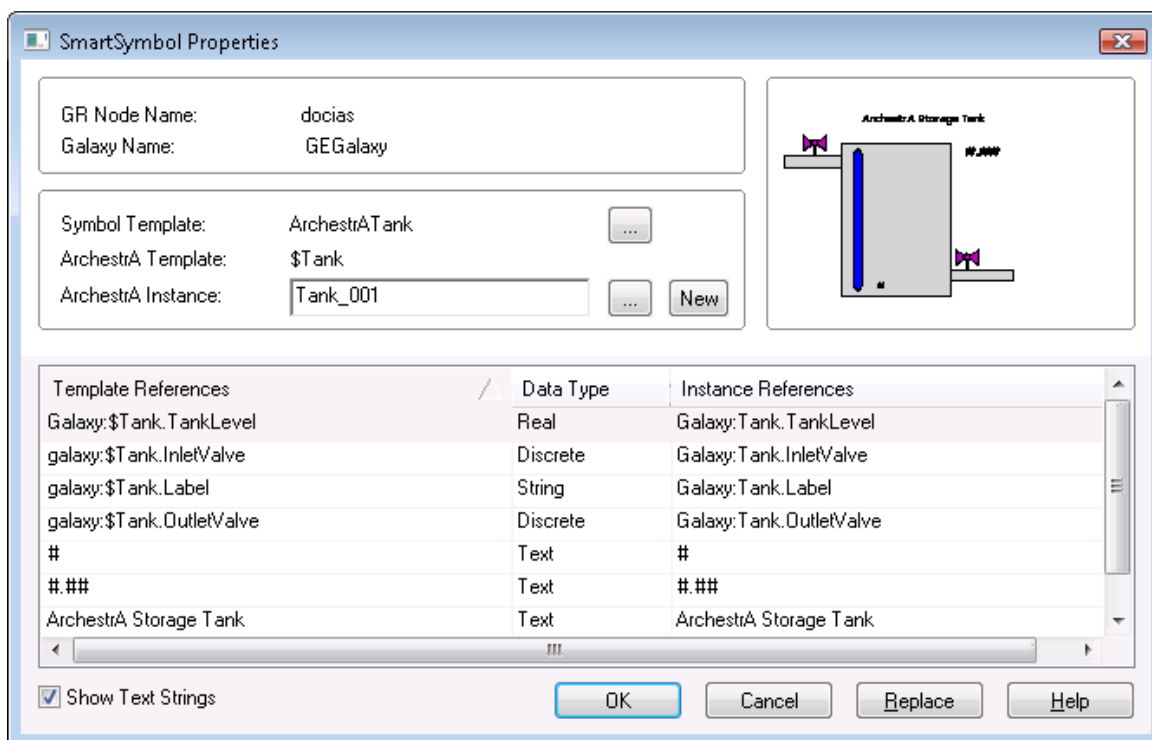 SmartSymbol Properties
GR Node Name: docias
Galaxy Name: GEGalaxy
ArchestrA Storage Tank
#.###
#
Symbol Template: ArchestrATank ...
ArchestrA Template: $Tank
ArchestrA Instance: Tank_001 ... New
Template References Data Type Instance References
Galaxy:$Tank.TankLevel Real Galaxy:Tank.TankLevel
galaxy:$Tank.InletValve Discrete Galaxy:Tank.InletValve
galaxy:$Tank.Label String Galaxy:Tank.Label
galaxy:$Tank.OutletValve Discrete Galaxy:Tank.OutletValve
# Text #
#.## Text #.##
ArchestrA Storage Tank Text ArchestrA Storage Tank
Show Text Strings OK Cancel Replace Help